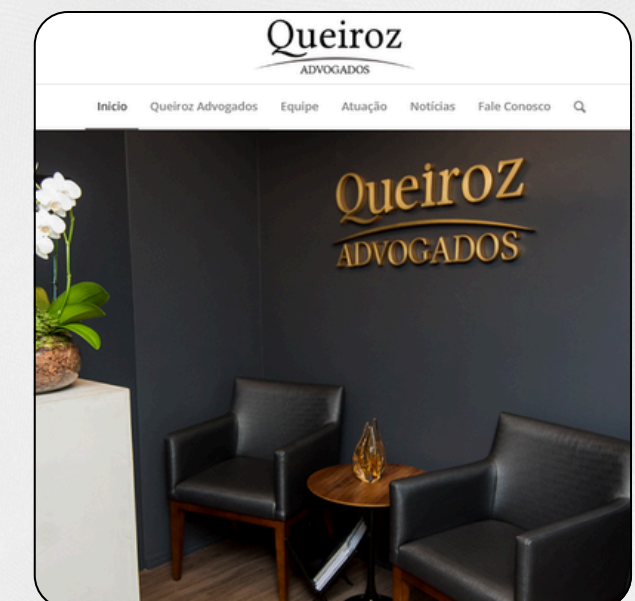 Queiroz
ADVOGADOS
Início Queiroz Advogados Equipe Atuação Notícias Fale Conosco
Queiroz
ADVOGADOS